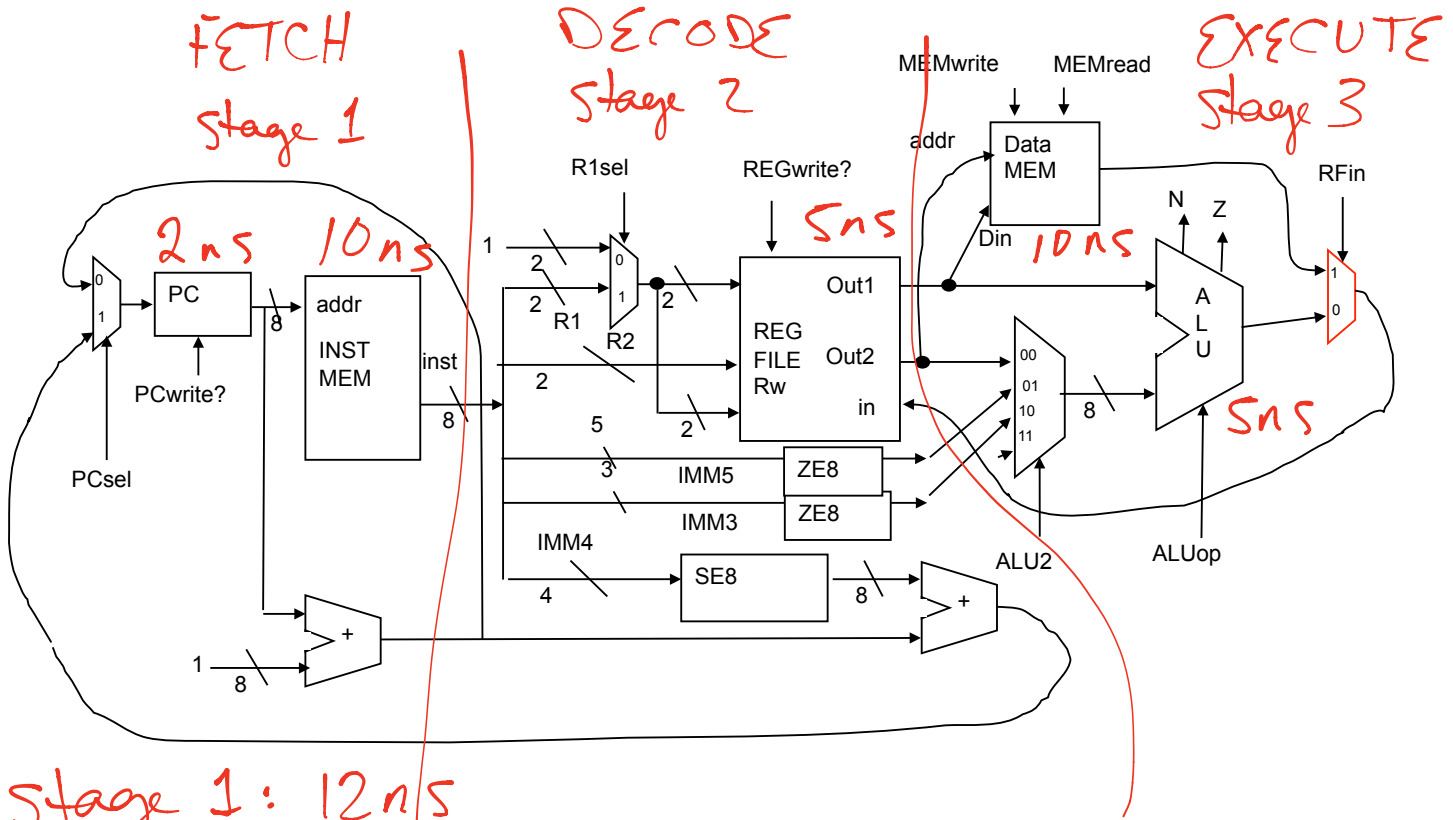 FETCH
stage 1
DECODE
stage 2
EXECUTE
stage 3
MEMwrite
MEMread
addr
Data
MEM
Din
10ns
R1sel
REGwrite?
5ns
RFin
N
Z
2ns
10ns
0
1
PC
8
addr
INST
MEM
inst
8
PCwrite?
PCsel
1
2
2
R1
0
1
R2
2
2
2
REG
FILE
Rw
Out1
Out2
in
00
01
10
11
8
A
L
U
5ns
1
0
5
3
IMM5
ZE8
IMM3
ZE8
IMM4
4
SE8
8
ALU2
ALUop
+
1
8
+
stage 1: 12ns